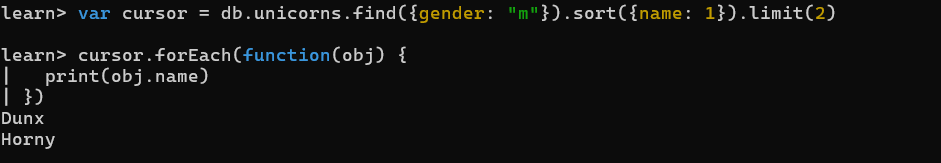 learn> var cursor = db.unicorns.find({gender: "m"}).sort({name: 1}).limit(2)
learn> cursor.forEach(function(obj) {
|   print(obj.name)
| })
Dunx
Horny